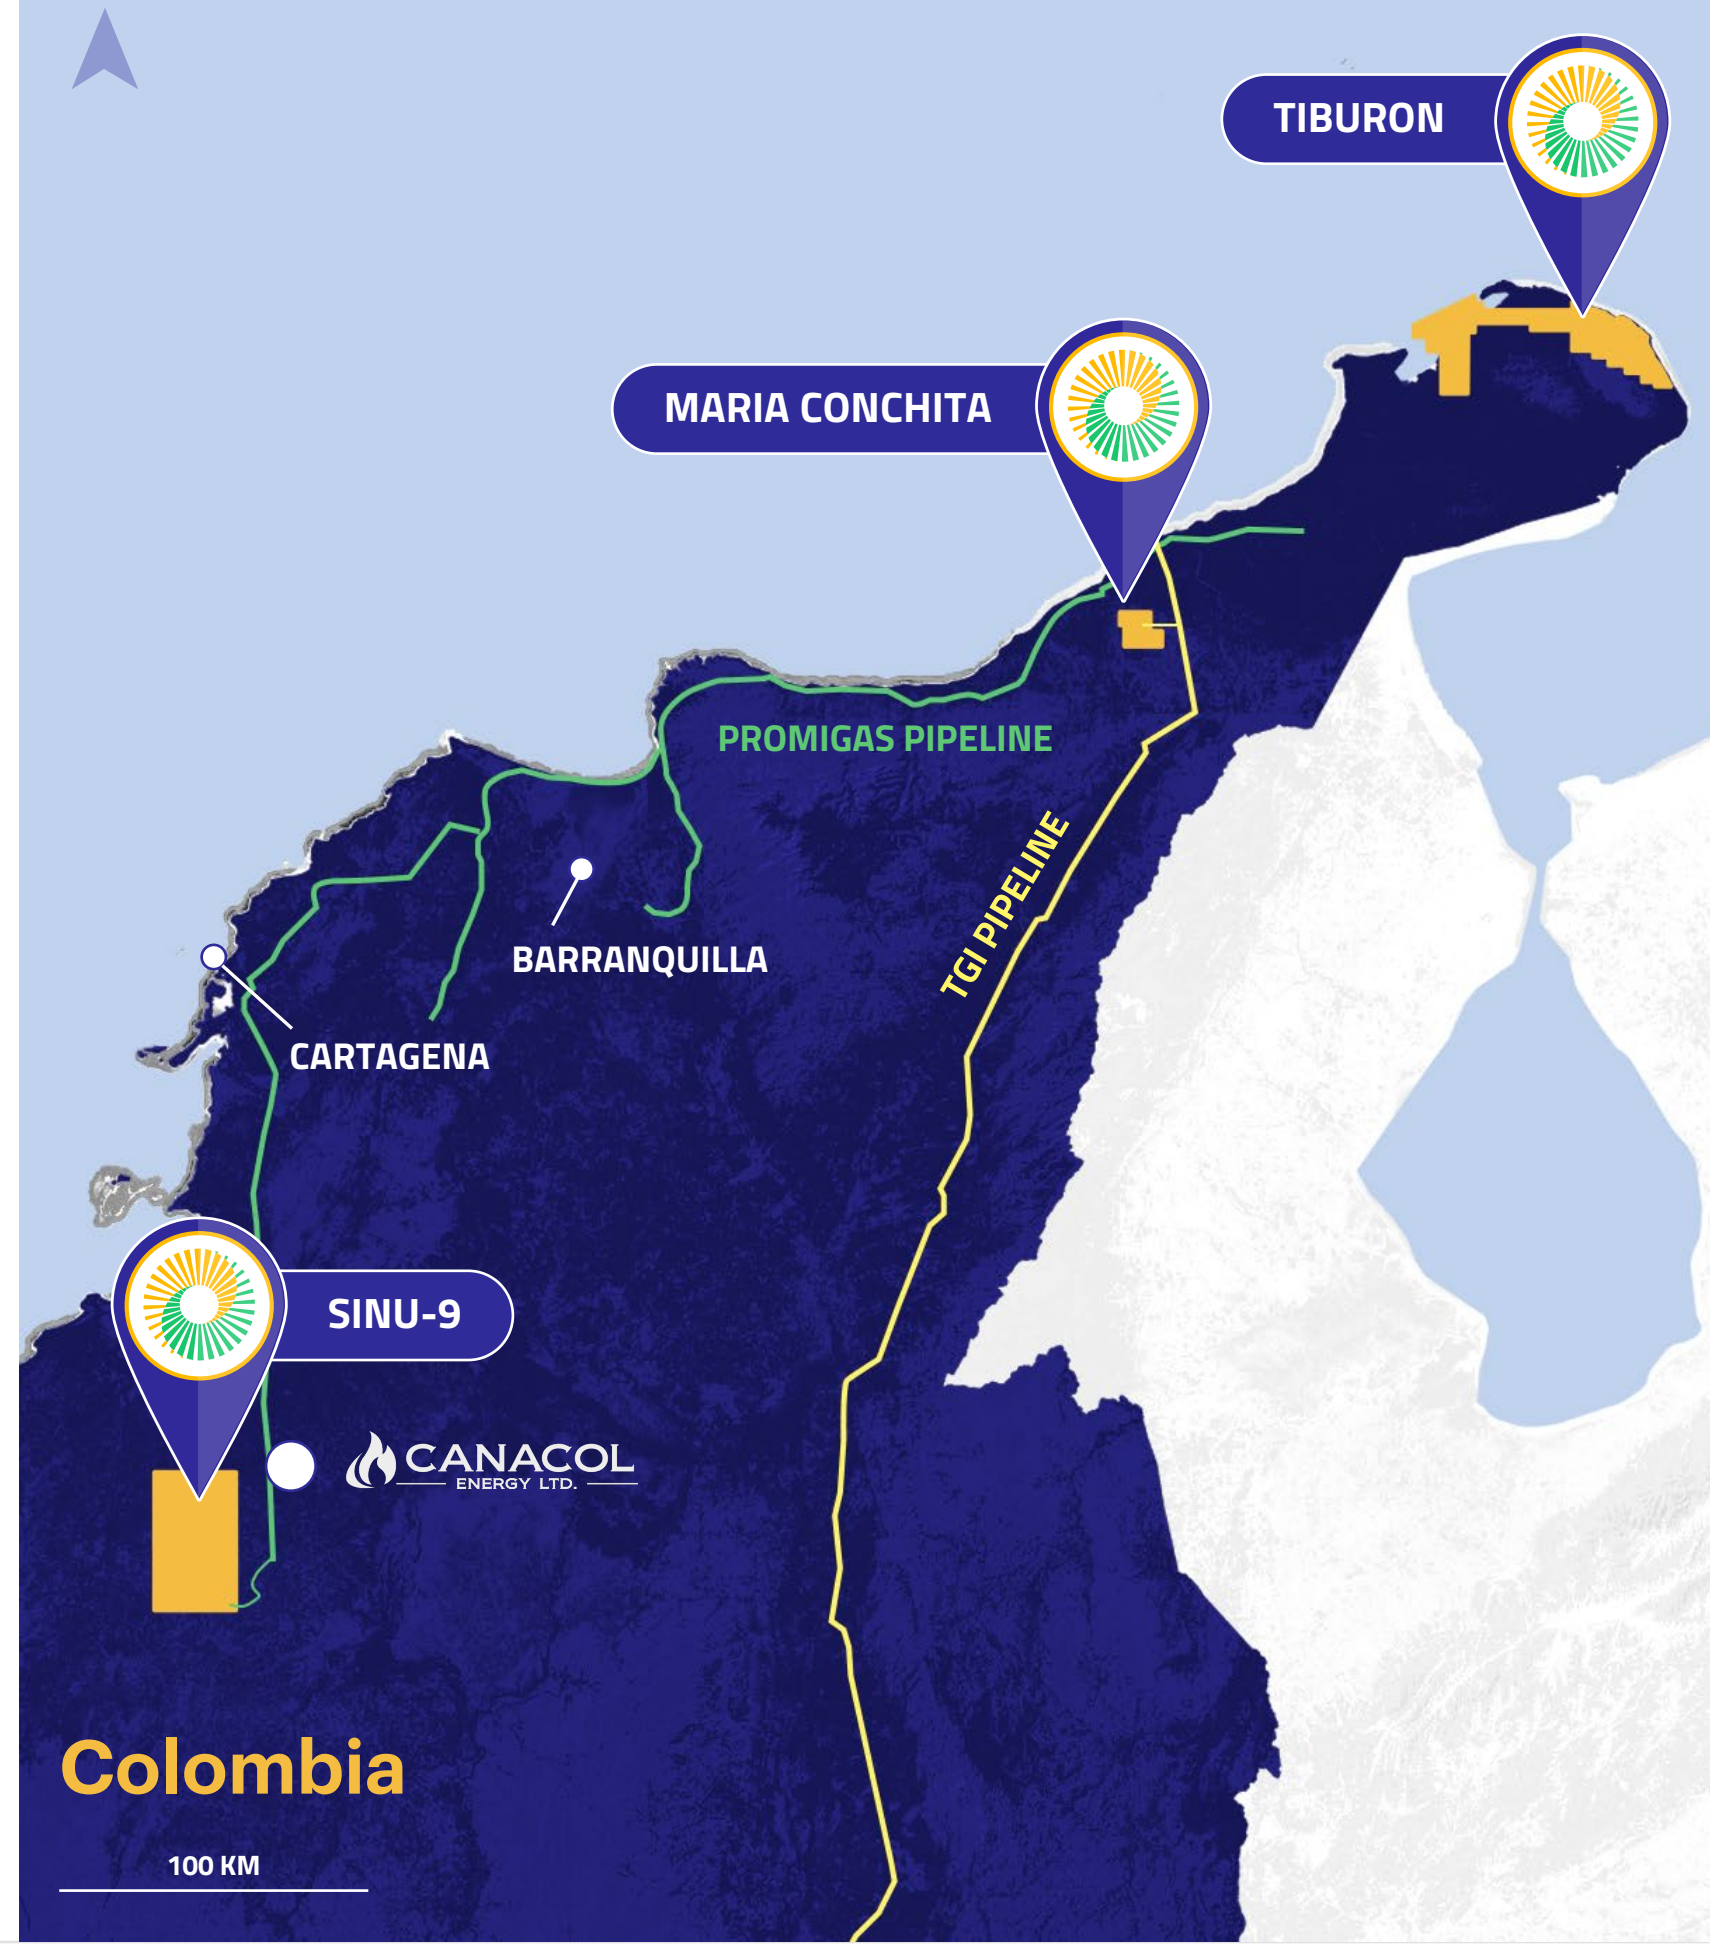 TIBURON
MARIA CONCHITA
PROMIGAS PIPELINE
TGI PIPELINE
BARRANQUILLA
CARTAGENA
SINU-9
CANACOL
ENERGY LTD.
Colombia
100 KM